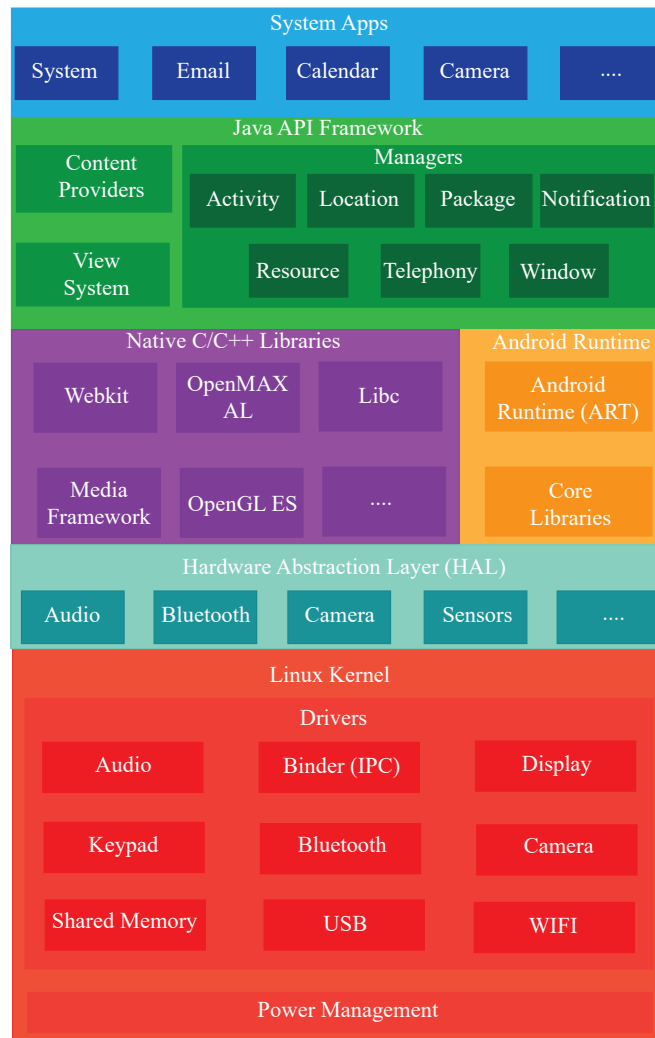 System Apps
System
Email
Calendar
Camera
....
Java API Framework
Content
Providers
View
System
Managers
Activity
Location
Package
Notification
Resource
Telephony
Window
Native C/C++ Libraries
Webkit
OpenMAX
AL
Libc
Media
Framework
OpenGL ES
....
Android Runtime
Android
Runtime (ART)
Core
Libraries
Hardware Abstraction Layer (HAL)
Audio
Bluetooth
Camera
Sensors
....
Linux Kernel
Drivers
Audio
Binder (IPC)
Display
Keypad
Bluetooth
Camera
Shared Memory
USB
WIFI
Power Management